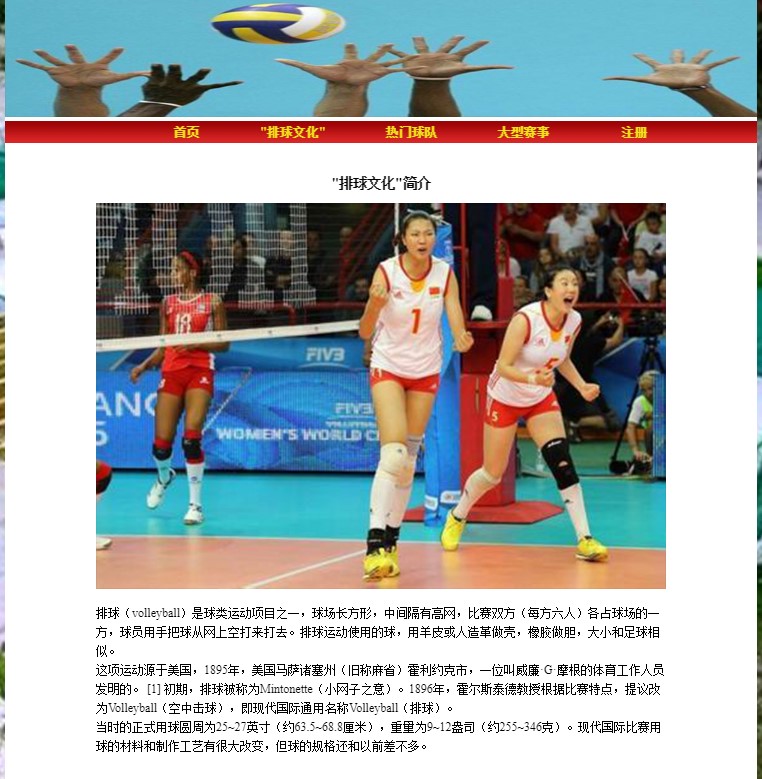 首页 "排球文化" 热门球队 大型赛事 注册
"排球文化"简介
18
1
FIVB
5
FIVB
WOMEN'S WORLD
5
排球（volleyball）是球类运动项目之一，球场长方形，中间隔有高网，比赛双方（每方六人）各占球场的一
方，球员用手把球从网上空打来打去。排球运动使用的球，用羊皮或人造革做壳，橡胶做胆，大小和足球相
似。
这项运动源于美国，1895年，美国马萨诸塞州（旧称麻省）霍利约克市，一位叫威廉·G·摩根的体育工作人员
发明的。 [1] 初期，排球被称为Mintonette（小网子之意）。1896年，霍尔斯泰德教授根据比赛特点，提议改
为Volleyball（空中击球），即现代国际通用名称Volleyball（排球）。
当时的正式用球圆周为25~27英寸（约63.5~68.8厘米），重量为9~12盎司（约255~346克）。现代国际比赛用
球的材料和制作工艺有很大改变，但球的规格还和以前差不多。